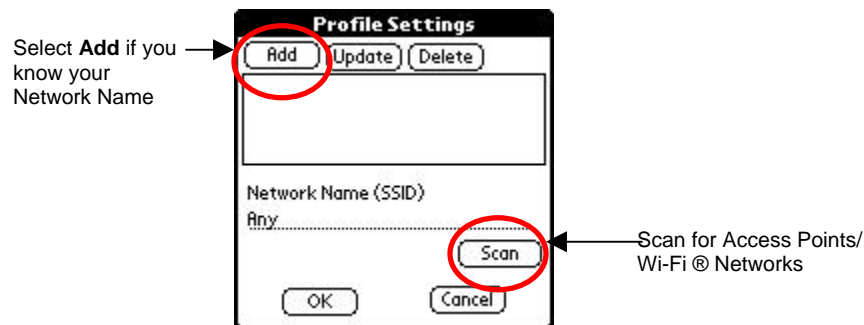 Profile Settings
Select Add if you
know your
Network Name
Add Update Delete
Network Name (SSID)
Any
Scan
Scan for Access Points/
Wi-Fi ® Networks
OK Cancel